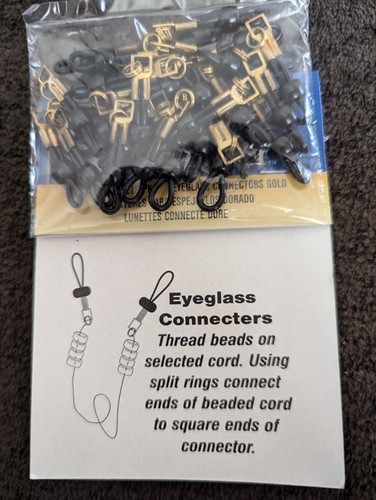 EYEGLASS CONNECTORS GOLD
LUNETTES CONNECTE DORE
Eyeglass
Connecters
Thread beads on
selected cord. Using
split rings connect
ends of beaded cord
to square ends of
connector.